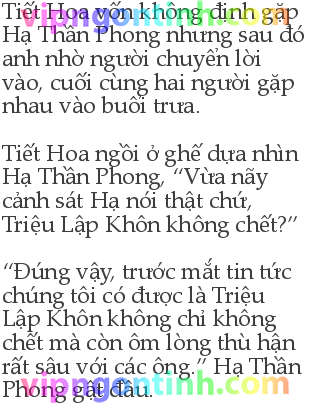 Tiết Hoa vốn không định gặp
Hạ Thần Phong nhưng sau đó
anh nhờ người chuyển lời
vào, cuối cùng hai người gặp
nhau vào buổi trưa.
Tiết Hoa ngồi ở ghế dựa nhìn
Hạ Thần Phong, “Vừa nãy
cảnh sát Hạ nói thật chứ,
Triệu Lập Khôn không chết?”
“Đúng vậy, trước mắt tin tức
chúng tôi có được là Triệu
Lập Khôn không chỉ không
chết mà còn ôm lòng thù hận
rất sâu với các ông.” Hạ Thần
Phong gật đầu.
vipngontinh.com
vipngontinh.com